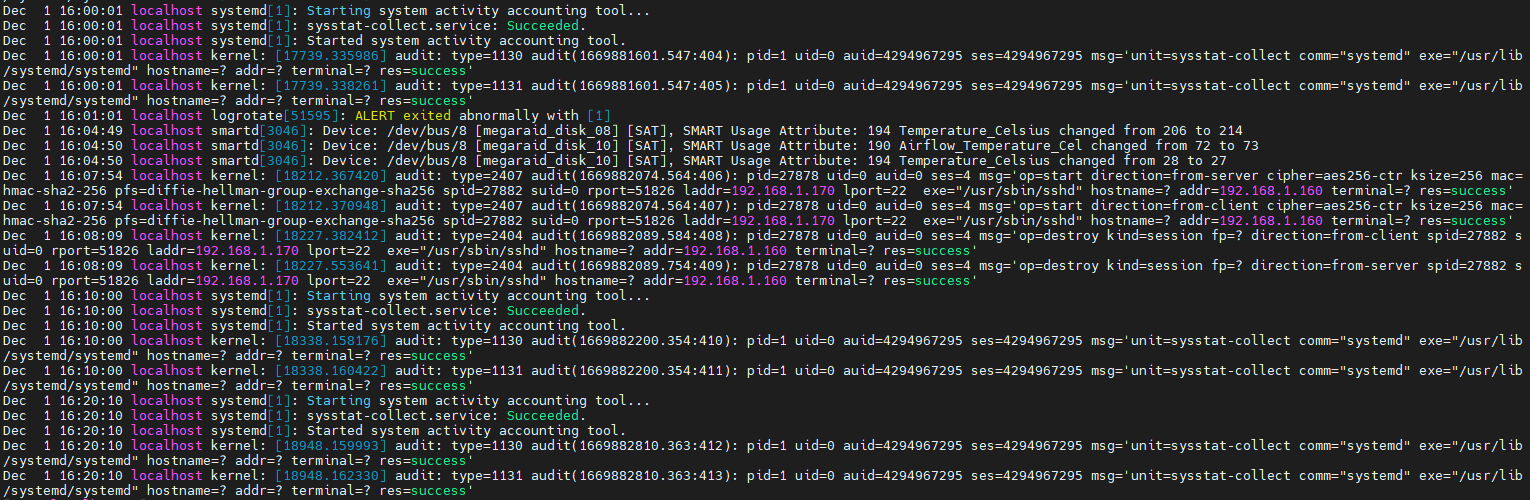 Dec  1 16:00:01 localhost systemd[1]: Starting system activity accounting tool...
Dec  1 16:00:01 localhost systemd[1]: sysstat-collect.service: Succeeded.
Dec  1 16:00:01 localhost systemd[1]: Started system activity accounting tool.
Dec  1 16:00:01 localhost kernel: [17739.335986] audit: type=1130 audit(1669881601.547:404): pid=1 uid=0 auid=4294967295 ses=4294967295 msg='unit=sysstat-collect comm="systemd" exe="/usr/lib
/systemd/systemd" hostname=? addr=? terminal=? res=success'
Dec  1 16:00:01 localhost kernel: [17739.338261] audit: type=1131 audit(1669881601.547:405): pid=1 uid=0 auid=4294967295 ses=4294967295 msg='unit=sysstat-collect comm="systemd" exe="/usr/lib
/systemd/systemd" hostname=? addr=? terminal=? res=success'
Dec  1 16:01:01 localhost logrotate[51595]: ALERT exited abnormally with [1]
Dec  1 16:04:49 localhost smartd[3046]: Device: /dev/bus/8 [megaraid_disk_08] [SAT], SMART Usage Attribute: 194 Temperature_Celsius changed from 206 to 214
Dec  1 16:04:50 localhost smartd[3046]: Device: /dev/bus/8 [megaraid_disk_10] [SAT], SMART Usage Attribute: 190 Airflow_Temperature_Cel changed from 72 to 73
Dec  1 16:04:50 localhost smartd[3046]: Device: /dev/bus/8 [megaraid_disk_10] [SAT], SMART Usage Attribute: 194 Temperature_Celsius changed from 28 to 27
Dec  1 16:07:54 localhost kernel: [18212.367420] audit: type=2407 audit(1669882074.564:406): pid=27878 uid=0 auid=0 ses=4 msg='op=start direction=from-server cipher=aes256-ctr ksize=256 mac=
hmac-sha2-256 pfs=diffie-hellman-group-exchange-sha256 spid=27882 suid=0 rport=51826 laddr=192.168.1.170 lport=22  exe="/usr/sbin/sshd" hostname=? addr=192.168.1.160 terminal=? res=success'
Dec  1 16:07:54 localhost kernel: [18212.370948] audit: type=2407 audit(1669882074.564:407): pid=27878 uid=0 auid=0 ses=4 msg='op=start direction=from-client cipher=aes256-ctr ksize=256 mac=
hmac-sha2-256 pfs=diffie-hellman-group-exchange-sha256 spid=27882 suid=0 rport=51826 laddr=192.168.1.170 lport=22  exe="/usr/sbin/sshd" hostname=? addr=192.168.1.160 terminal=? res=success'
Dec  1 16:08:09 localhost kernel: [18227.382412] audit: type=2404 audit(1669882089.584:408): pid=27878 uid=0 auid=0 ses=4 msg='op=destroy kind=session fp=? direction=from-client spid=27882 s
uid=0 rport=51826 laddr=192.168.1.170 lport=22  exe="/usr/sbin/sshd" hostname=? addr=192.168.1.160 terminal=? res=success'
Dec  1 16:08:09 localhost kernel: [18227.553641] audit: type=2404 audit(1669882089.754:409): pid=27878 uid=0 auid=0 ses=4 msg='op=destroy kind=session fp=? direction=from-server spid=27882 s
uid=0 rport=51826 laddr=192.168.1.170 lport=22  exe="/usr/sbin/sshd" hostname=? addr=192.168.1.160 terminal=? res=success'
Dec  1 16:10:00 localhost systemd[1]: Starting system activity accounting tool...
Dec  1 16:10:00 localhost systemd[1]: sysstat-collect.service: Succeeded.
Dec  1 16:10:00 localhost systemd[1]: Started system activity accounting tool.
Dec  1 16:10:00 localhost kernel: [18338.158176] audit: type=1130 audit(1669882200.354:410): pid=1 uid=0 auid=4294967295 ses=4294967295 msg='unit=sysstat-collect comm="systemd" exe="/usr/lib
/systemd/systemd" hostname=? addr=? terminal=? res=success'
Dec  1 16:10:00 localhost kernel: [18338.160422] audit: type=1131 audit(1669882200.354:411): pid=1 uid=0 auid=4294967295 ses=4294967295 msg='unit=sysstat-collect comm="systemd" exe="/usr/lib
/systemd/systemd" hostname=? addr=? terminal=? res=success'
Dec  1 16:20:10 localhost systemd[1]: Starting system activity accounting tool...
Dec  1 16:20:10 localhost systemd[1]: sysstat-collect.service: Succeeded.
Dec  1 16:20:10 localhost systemd[1]: Started system activity accounting tool.
Dec  1 16:20:10 localhost kernel: [18948.159993] audit: type=1130 audit(1669882810.363:412): pid=1 uid=0 auid=4294967295 ses=4294967295 msg='unit=sysstat-collect comm="systemd" exe="/usr/lib
/systemd/systemd" hostname=? addr=? terminal=? res=success'
Dec  1 16:20:10 localhost kernel: [18948.162330] audit: type=1131 audit(1669882810.363:413): pid=1 uid=0 auid=4294967295 ses=4294967295 msg='unit=sysstat-collect comm="systemd" exe="/usr/lib
/systemd/systemd" hostname=? addr=? terminal=? res=success'